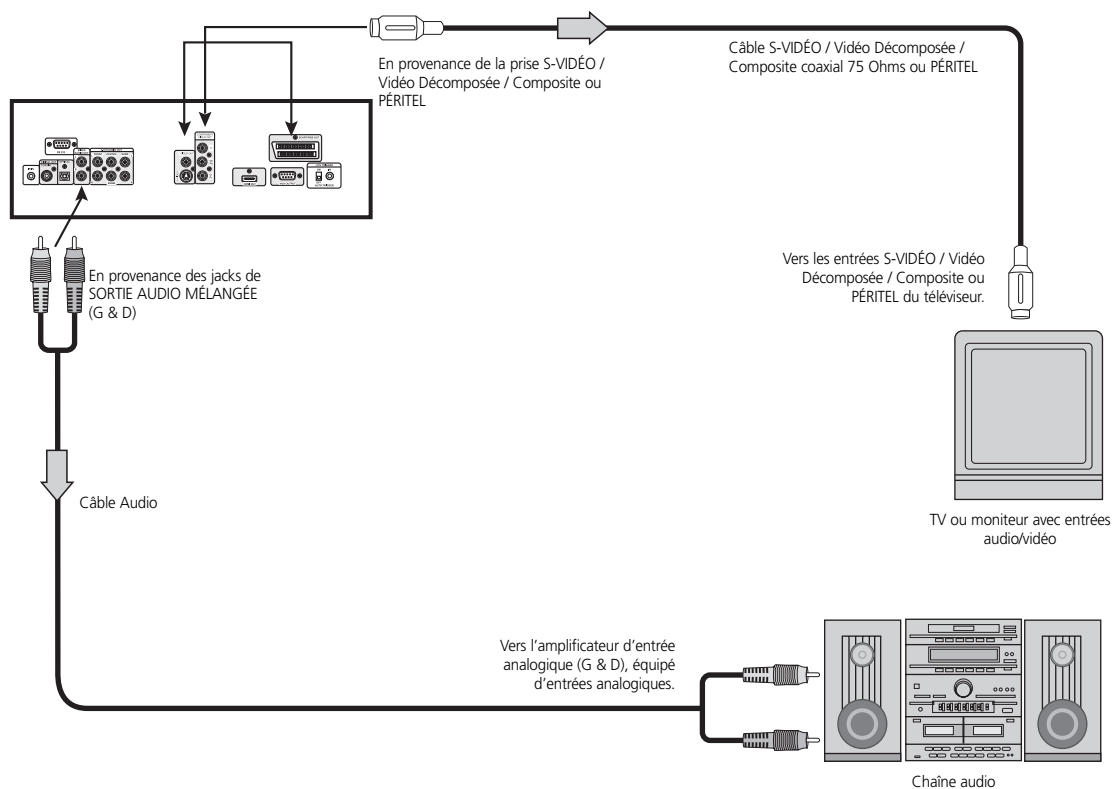 En provenance de la prise S-VIDÉO /
Vidéo Décomposée / Composite ou
PÉRITEL
Câble S-VIDÉO / Vidéo Décomposée /
Composite coaxial 75 Ohms ou PÉRITEL
En provenance des jacks de
SORTIE AUDIO MÉLANGÉE
(G & D)
Vers les entrées S-VIDÉO / Vidéo
Décomposée / Composite ou
PÉRITEL du téléviseur.
Câble Audio
TV ou moniteur avec entrées
audio/vidéo
Vers l’amplificateur d’entrée
analogique (G & D), équipé
d’entrées analogiques.
Chaîne audio